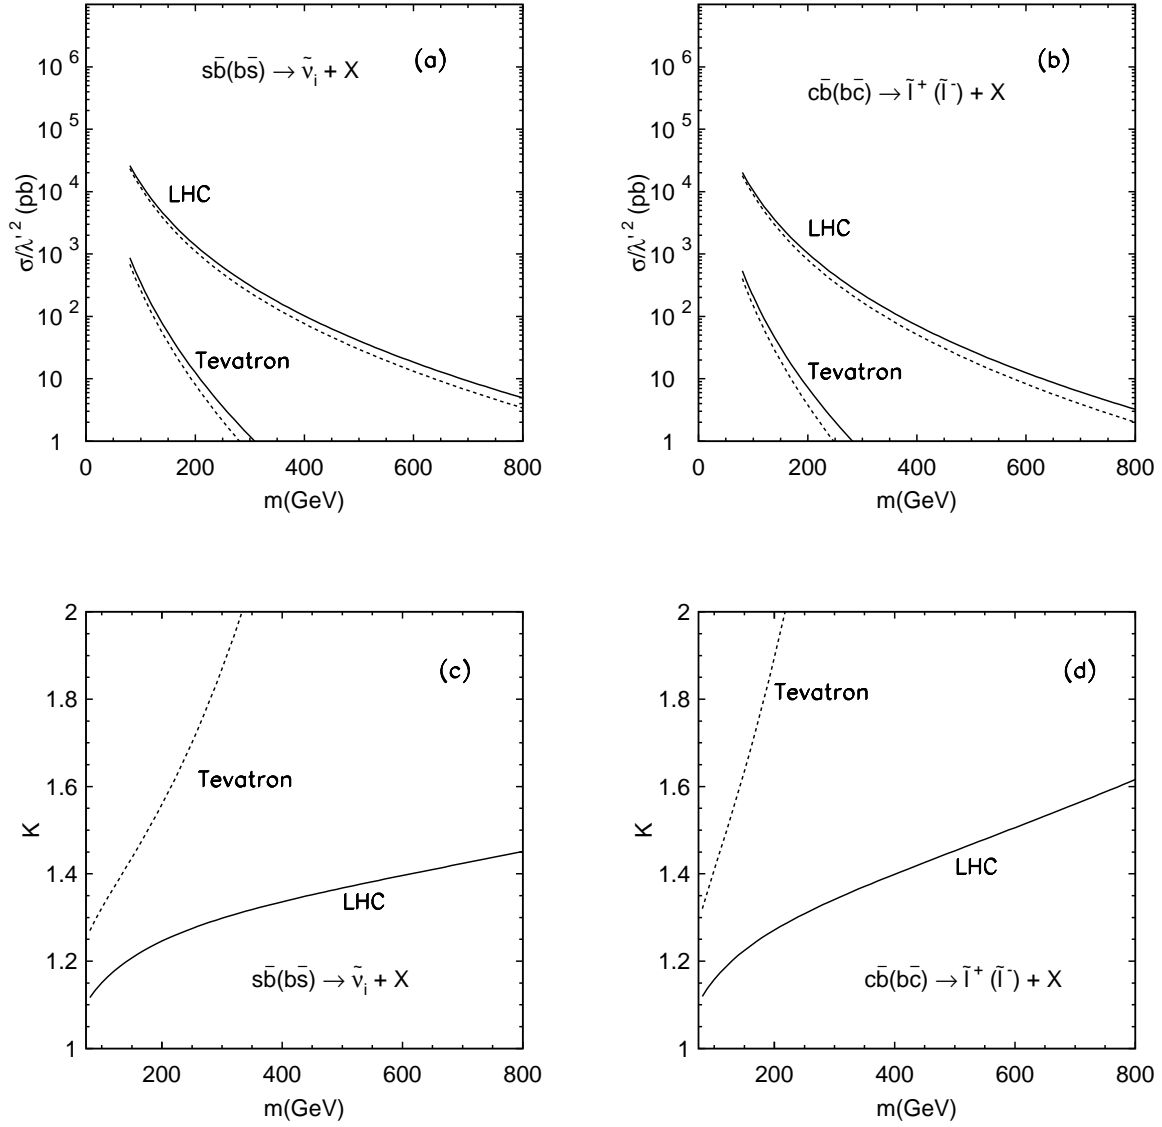 sb̄(bs̄) → ν̃ᵢ + X
(a)
σ/λ'² (pb)
10⁶
10⁵
10⁴
10³
10²
10
1
LHC
Tevatron
0 200 400 600 800
m(GeV)
cb̄(bc̄) → l̃⁺ (l̃⁻) + X
(b)
σ/λ'² (pb)
10⁶
10⁵
10⁴
10³
10²
10
1
LHC
Tevatron
0 200 400 600 800
m(GeV)
(c)
K
2
1.8
1.6
1.4
1.2
1
Tevatron
LHC
sb̄(bs̄) → ν̃ᵢ + X
200 400 600 800
m(GeV)
(d)
K
2
1.8
1.6
1.4
1.2
1
Tevatron
LHC
cb̄(bc̄) → l̃⁺ (l̃⁻) + X
200 400 600 800
m(GeV)